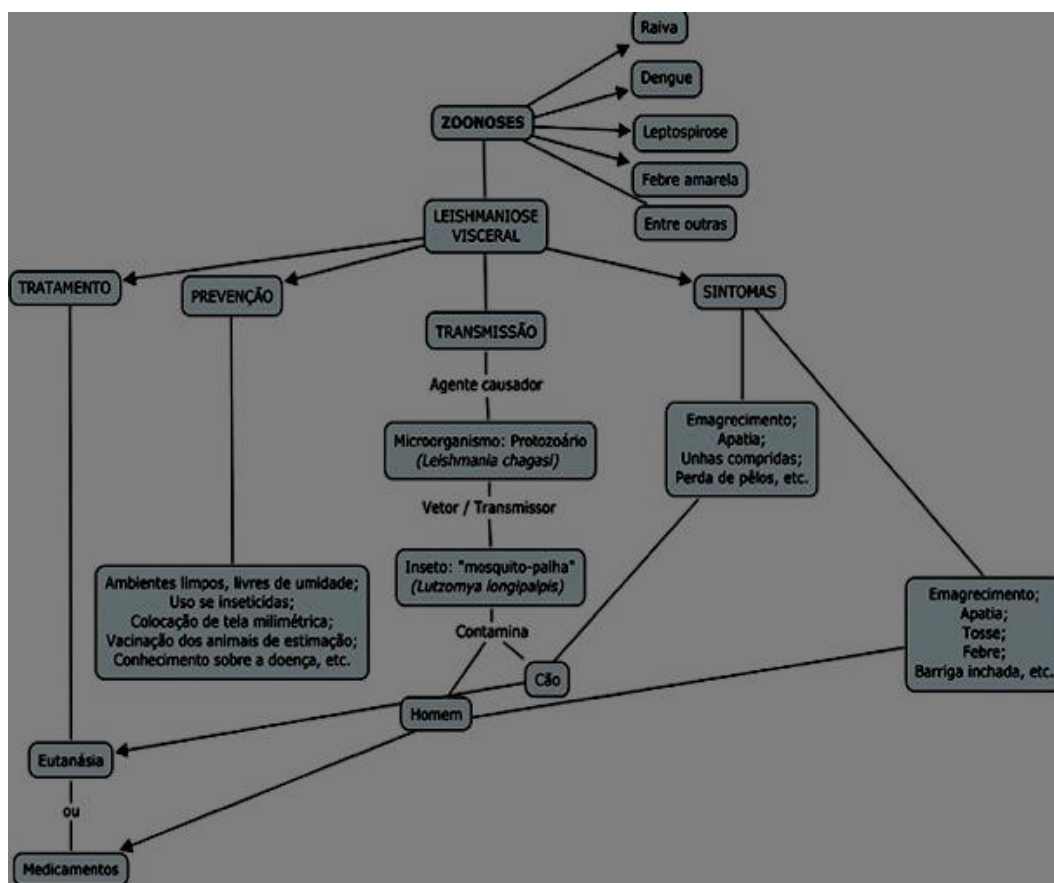 Raiva
Dengue
ZOONOSES
Leptospirose
Febre amarela
Entre outras
LEISHMANIOSE
VISCERAL
TRATAMENTO
PREVENÇÃO
SINTOMAS
TRANSMISSÃO
Agente causador
Microorganismo: Protozoário
(Leishmania chagasi)
Vetor / Transmissor
Inseto: "mosquito-palha"
(Lutzomya longipalpis)
Contamina
Emagrecimento;
Apatia;
Unhas compridas;
Perda de pêlos, etc.
Ambientes limpos, livres de umidade;
Uso se inseticidas;
Colocação de tela milimétrica;
Vacinação dos animais de estimação;
Conhecimento sobre a doença, etc.
Emagrecimento;
Apatia;
Tosse;
Febre;
Barriga inchada, etc.
Cão
Homem
Eutanásia
ou
Medicamentos